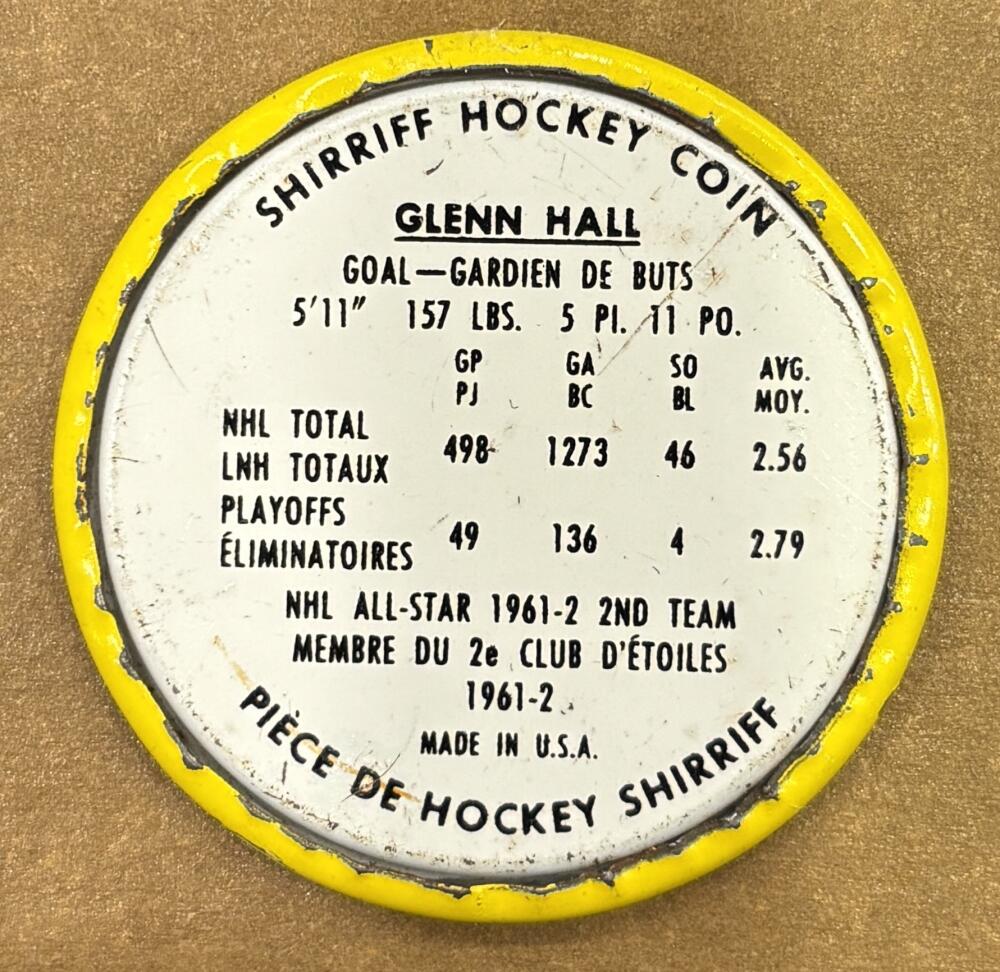 SHIRRIFF HOCKEY COIN
GLENN HALL
GOAL—GARDIEN DE BUTS
5'11" 157 LBS. 5 PI. 11 PO.
GP GA SO AVG.
PJ BC BL MOY.
NHL TOTAL
LNH TOTAUX 498 1273 46 2.56
PLAYOFFS
ÉLIMINATOIRES 49 136 4 2.79
NHL ALL-STAR 1961-2 2ND TEAM
MEMBRE DU 2e CLUB D'ÉTOILES
1961-2
MADE IN U.S.A.
PIÈCE DE HOCKEY SHIRRIFF